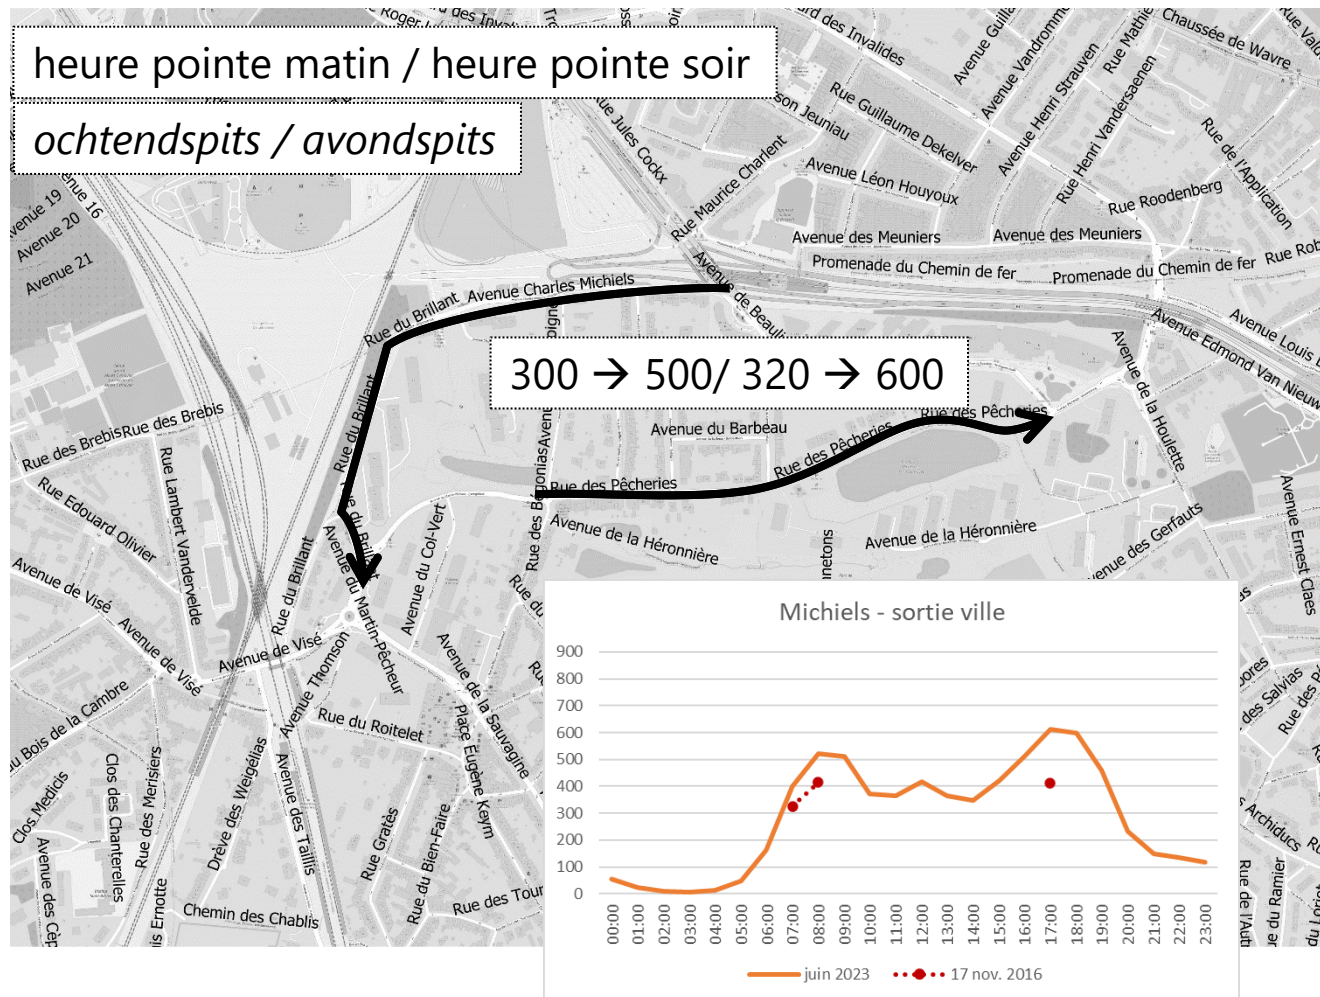 heure pointe matin / heure pointe soir
ochtendspits / avondspits
Avenue 16
Avenue 20
Avenue 21
Rue Jules Cockx
Rue Maurice Charlent
Rue Guillaume Dekelver
Avenue Léon Houyoux
Avenue Vandromme
Avenue Henri Strauven
Rue Henri Vandersaenen
Chaussée de Wavre
Rue de l'Application
Rue Roodenberg
Avenue des Meuniers
Avenue des Meuniers
Promenade du Chemin de fer
Promenade du Chemin de fer
Avenue Charles Michiels
Rue du Brillant
Rue du Brillant
300 → 500/ 320 → 600
Avenue de la Houlette
Rue des Pêcheries
Avenue du Barbeau
Rue des Pêcheries
Rue des Pêcheries
Rue des Brebis
Rue des Brebis
Rue Lambert Vandervelde
Rue Edouard Olivier
Rue des Bégonias
Avenue de la Héronnière
Avenue de la Héronnière
Avenue des Gerfauts
Avenue Ernest Claes
Avenue du Col-Vert
Avenue du Martin-Pêcheur
Rue du Brillant
Avenue de Visé
Avenue de Visé
Avenue de Visé
Avenue Thomson
Avenue de la Sauvagine
Place Eugène Keym
Rue du Roitelet
Clos Medicis
Clos des Chanterelles
Rue des Merisiers
Drève des Weigélias
Avenue des Taillis
Rue Gratès
Rue du Bien-Faire
Chemin des Chablis
Michiels - sortie ville
900
800
700
600
500
400
300
200
100
0
00:00 01:00 02:00 03:00 04:00 05:00 06:00 07:00 08:00 09:00 10:00 11:00 12:00 13:00 14:00 15:00 16:00 17:00 18:00 19:00 20:00 21:00 22:00 23:00
juin 2023 17 nov. 2016